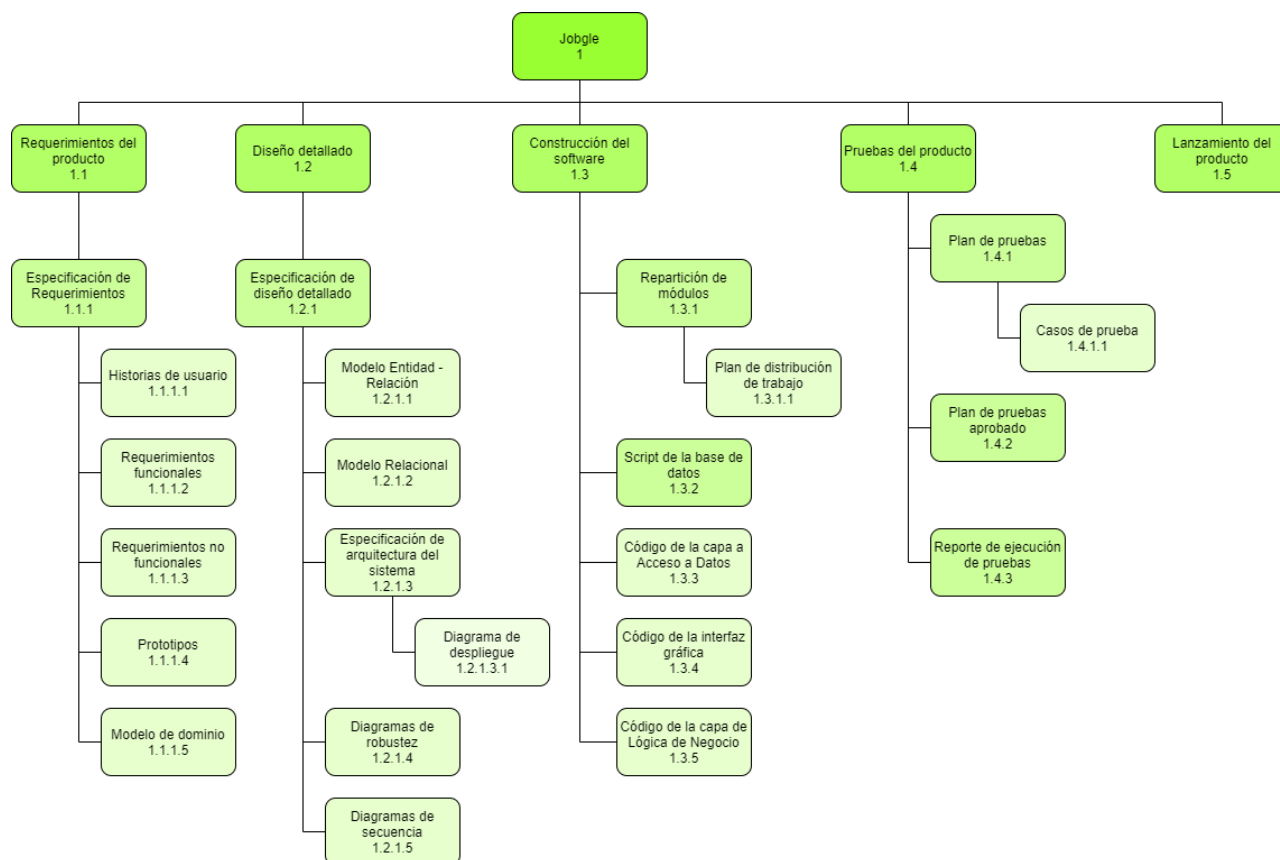 Jobgle
1
Requerimientos del
producto
1.1
Diseño detallado
1.2
Construcción del
software
1.3
Pruebas del producto
1.4
Lanzamiento del
producto
1.5
Especificación de
Requerimientos
1.1.1
Historias de usuario
1.1.1.1
Requerimientos
funcionales
1.1.1.2
Requerimientos no
funcionales
1.1.1.3
Prototipos
1.1.1.4
Modelo de dominio
1.1.1.5
Especificación de
diseño detallado
1.2.1
Modelo Entidad -
Relación
1.2.1.1
Modelo Relacional
1.2.1.2
Especificación de
arquitectura del
sistema
1.2.1.3
Diagrama de
despliegue
1.2.1.3.1
Diagramas de
robustez
1.2.1.4
Diagramas de
secuencia
1.2.1.5
Repartición de
módulos
1.3.1
Plan de distribución
de trabajo
1.3.1.1
Script de la base de
datos
1.3.2
Código de la capa a
Acceso a Datos
1.3.3
Código de la interfaz
gráfica
1.3.4
Código de la capa de
Lógica de Negocio
1.3.5
Plan de pruebas
1.4.1
Casos de prueba
1.4.1.1
Plan de pruebas
aprobado
1.4.2
Reporte de ejecución
de pruebas
1.4.3